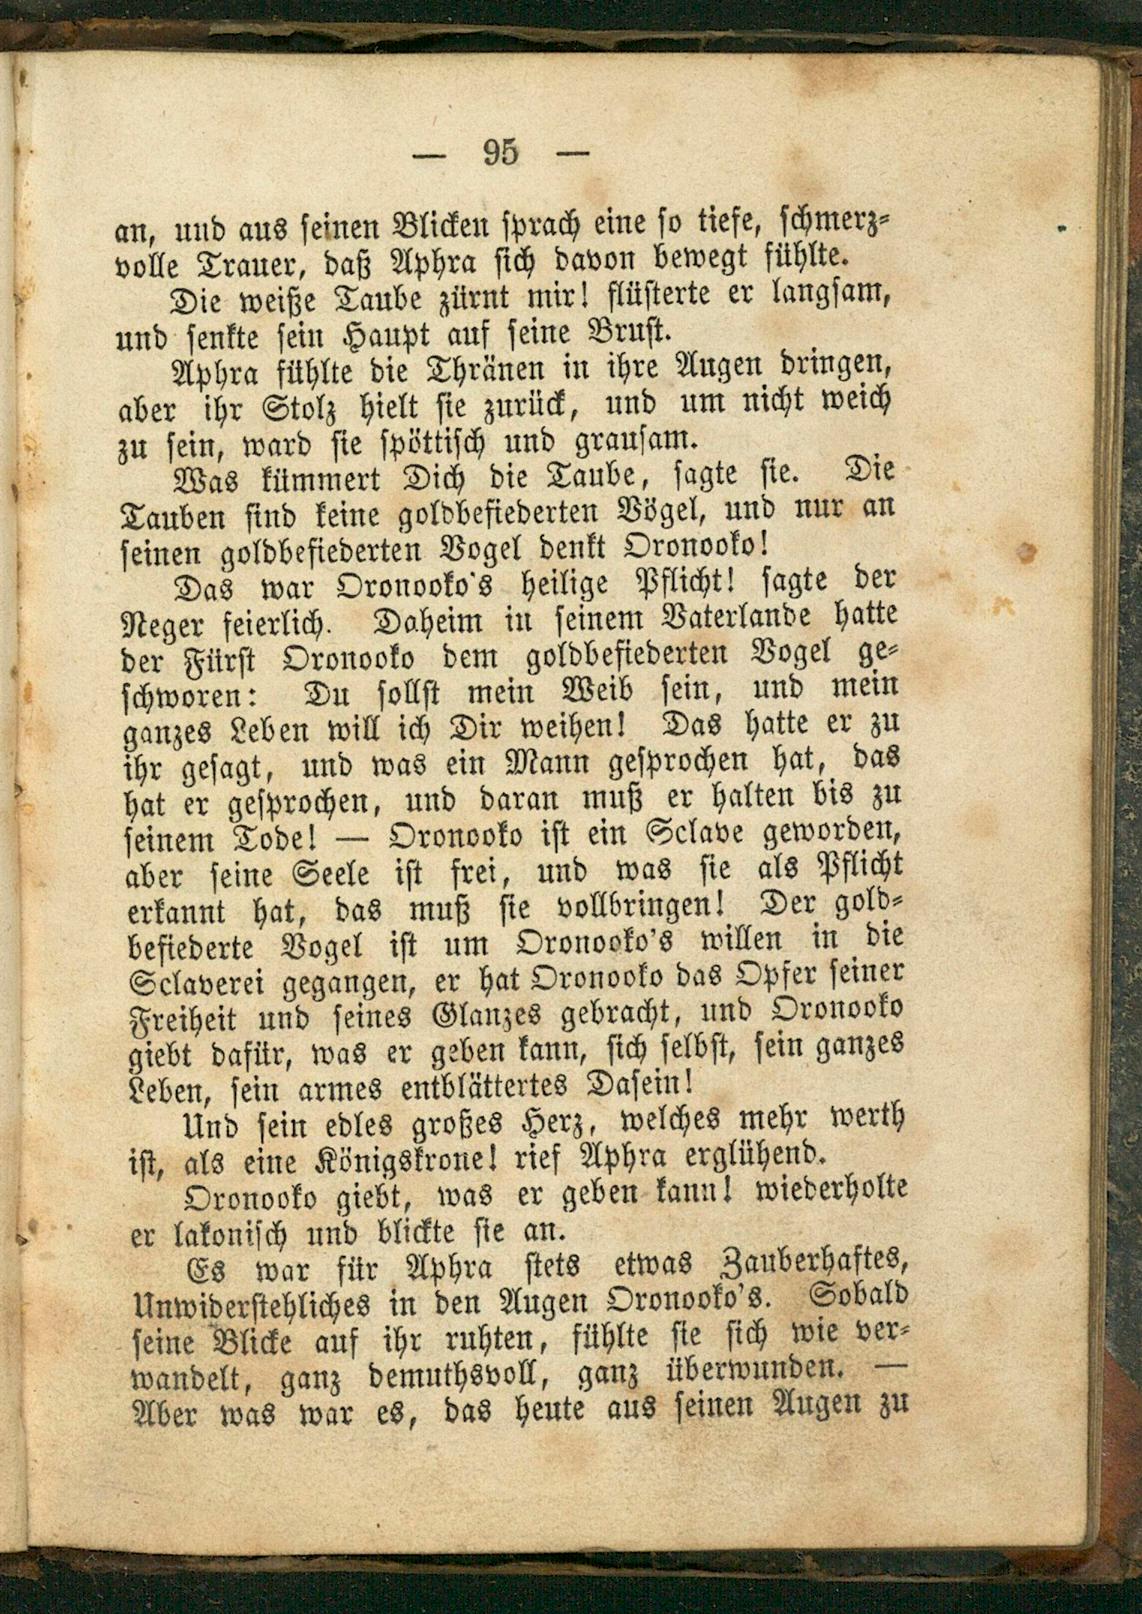 — 95 —
an, und aus seinen Blicken sprach eine so tiefe, schmerz-
volle Trauer, daß Aphra sich davon bewegt fühlte.
Die weiße Taube zürnt mir! flüsterte er langsam,
und senkte sein Haupt auf seine Brust.
Aphra fühlte die Thränen in ihre Augen dringen,
aber ihr Stolz hielt sie zurück, und um nicht weich
zu sein, ward sie spöttisch und grausam.
Was kümmert Dich die Taube, sagte sie. Die
Tauben sind keine goldbefiederten Vögel, und nur an
seinen goldbefiederten Vogel denkt Oronooko!
Das war Oronooko's heilige Pflicht! sagte der
Neger feierlich. Daheim in seinem Vaterlande hatte
der Fürst Oronooko dem goldbefiederten Vogel ge-
schworen: Du sollst mein Weib sein, und mein
ganzes Leben will ich Dir weihen! Das hatte er zu
ihr gesagt, und was ein Mann gesprochen hat, das
hat er gesprochen, und daran muß er halten bis zu
seinem Tode! — Oronooko ist ein Sclave geworden,
aber seine Seele ist frei, und was sie als Pflicht
erkannt hat, das muß sie vollbringen! Der gold-
befiederte Vogel ist um Oronooko's willen in die
Sclaverei gegangen, er hat Oronooko das Opfer seiner
Freiheit und seines Glanzes gebracht, und Oronooko
giebt dafür, was er geben kann, sich selbst, sein ganzes
Leben, sein armes entblättertes Dasein!
Und sein edles großes Herz, welches mehr werth
ist, als eine Königskrone! rief Aphra erglühend.
Oronooko giebt, was er geben kann! wiederholte
er lakonisch und blickte sie an.
Es war für Aphra stets etwas Zauberhaftes,
Unwiderstehliches in den Augen Oronooko's. Sobald
seine Blicke auf ihr ruhten, fühlte sie sich wie ver-
wandelt, ganz demuthsvoll, ganz überwunden. —
Aber was war es, das heute aus seinen Augen zu